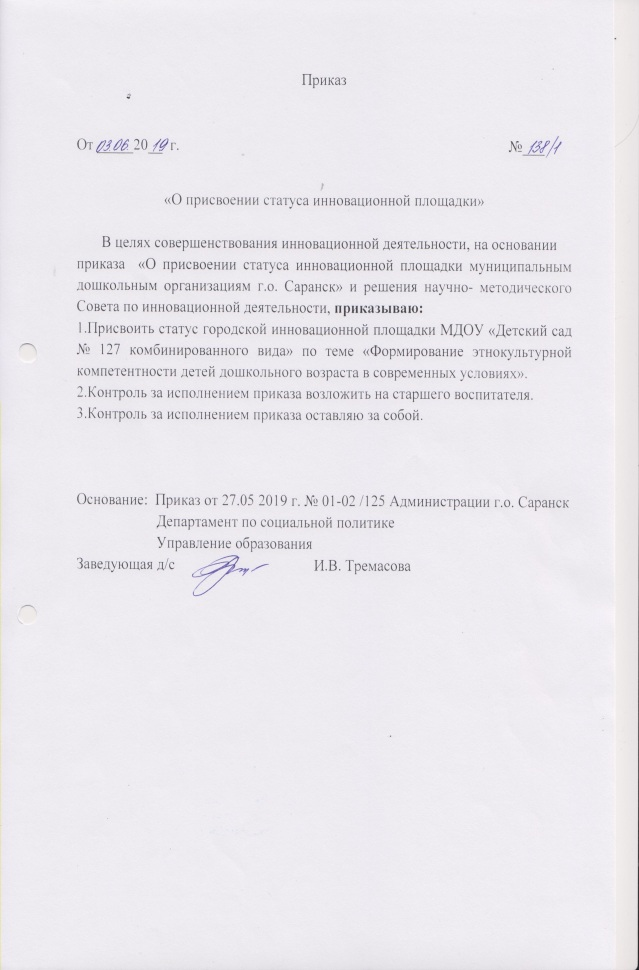 Приказ
От 03.06. 2019 г. № 138/1
«О присвоении статуса инновационной площадки»
В целях совершенствования инновационной деятельности, на основании
приказа «О присвоении статуса инновационной площадки муниципальным
дошкольным организациям г.о. Саранск» и решения научно- методического
Совета по инновационной деятельности, приказываю:
1.Присвоить статус городской инновационной площадки МДОУ «Детский сад
№ 127 комбинированного вида» по теме «Формирование этнокультурной
компетентности детей дошкольного возраста в современных условиях».
2.Контроль за исполнением приказа возложить на старшего воспитателя.
3.Контроль за исполнением приказа оставляю за собой.
Основание: Приказ от 27.05 2019 г. № 01-02 /125 Администрации г.о. Саранск
Департамент по социальной политике
Управление образования
Заведующая д/с И.В. Тремасова